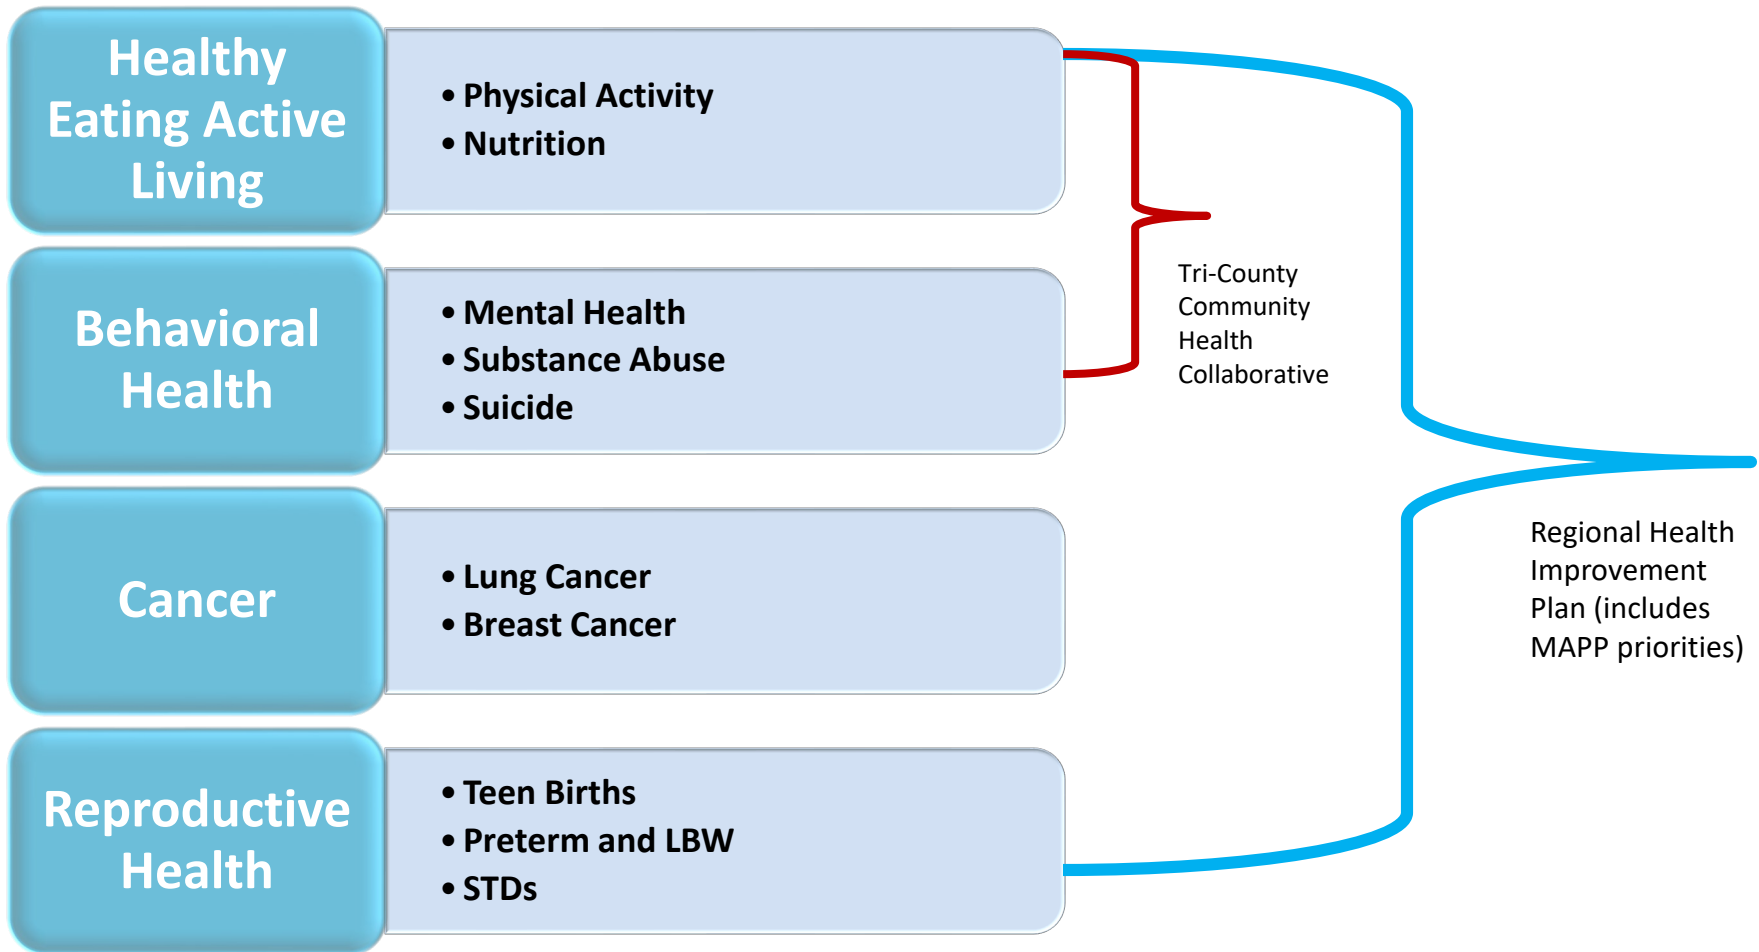 Healthy
Eating Active
Living
• Physical Activity
• Nutrition
Behavioral
Health
• Mental Health
• Substance Abuse
• Suicide
Tri-County
Community
Health
Collaborative
Cancer
• Lung Cancer
• Breast Cancer
Regional Health
Improvement
Plan (includes
MAPP priorities)
Reproductive
Health
• Teen Births
• Preterm and LBW
• STDs